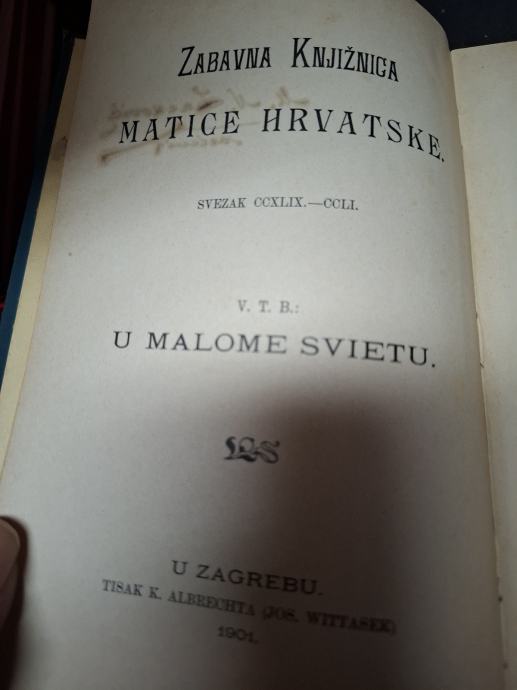 ZABAVNA KNJIŽNICA
MATICE HRVATSKE.
SVEZAK CCXLIX.—CCLI.
V. T. B.:
U MALOME SVIETU.
U ZAGREBU.
TISAK K. ALBRECHTA (JOS. WITTASEK)
1901.